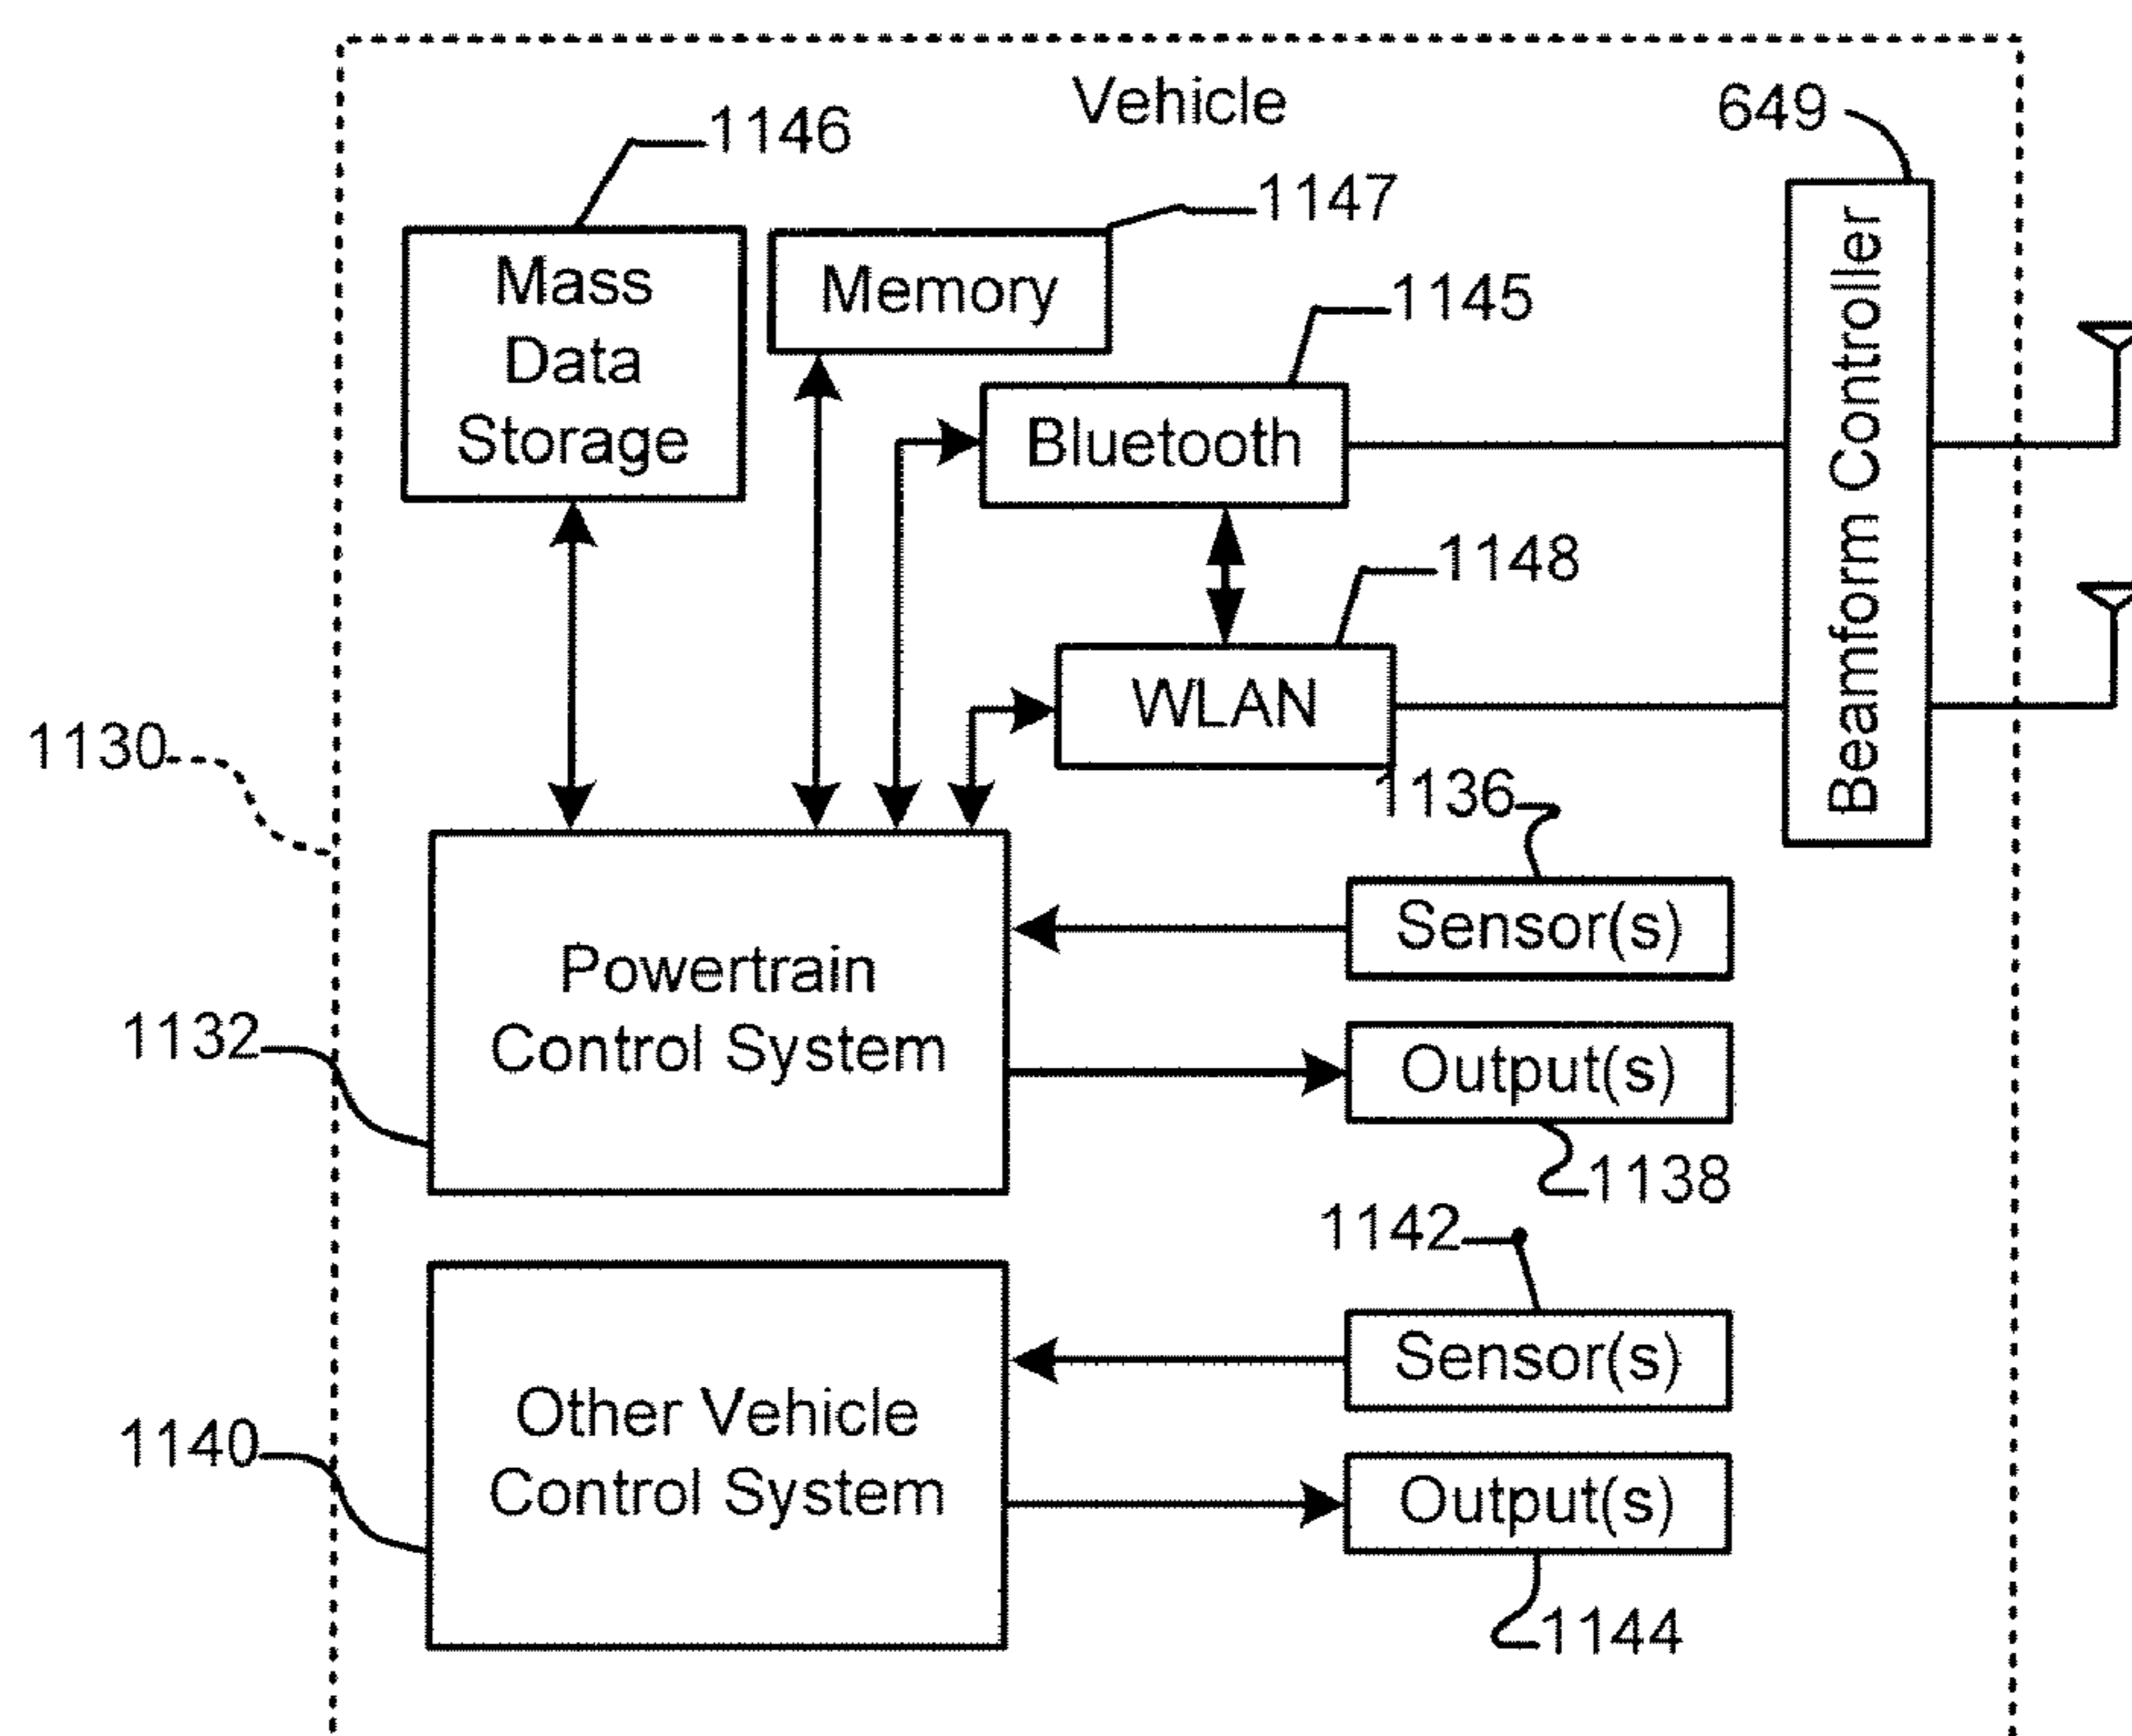 Vehicle
649
1146
1147
Mass
Data
Storage
Memory
1145
Bluetooth
Beamform Controller
1148
WLAN
1130
1136
Sensor(s)
Powertrain
Control System
1132
Output(s)
1138
1142
Sensor(s)
Other Vehicle
Control System
1140
Output(s)
1144